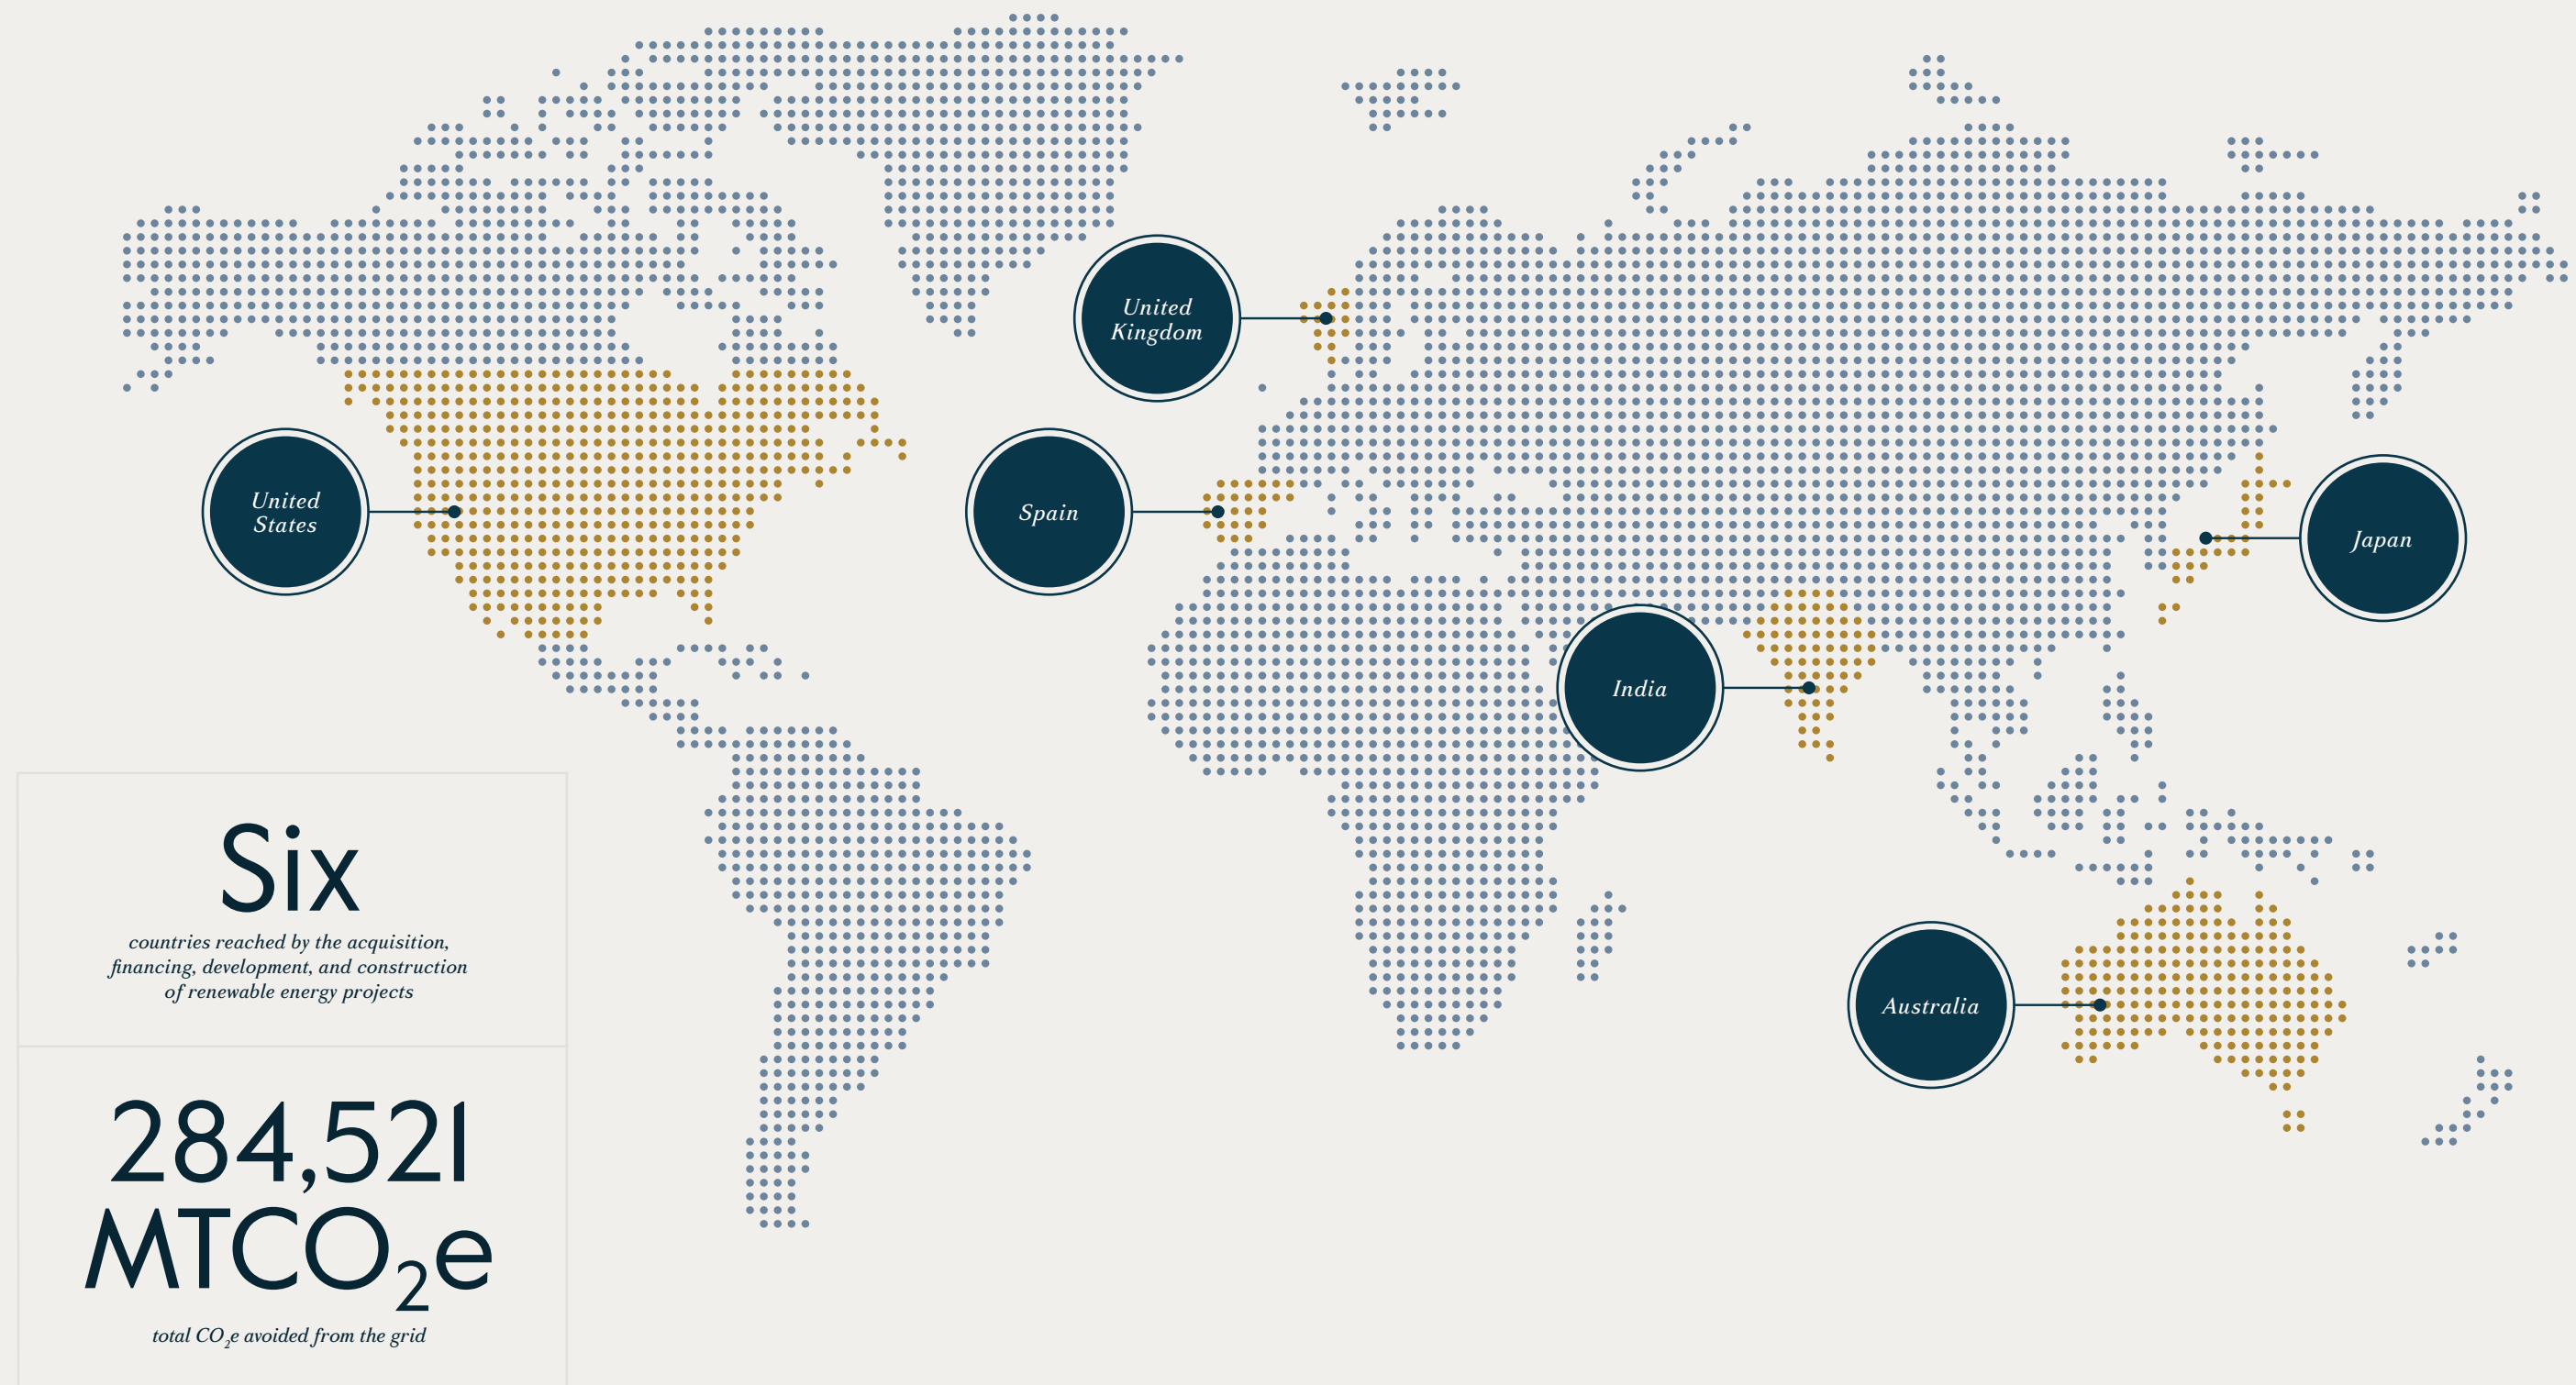 United
Kingdom
United
States
Spain
Japan
India
Australia
Six
countries reached by the acquisition,
financing, development, and construction
of renewable energy projects
284,521
MTCO₂e
total CO₂e avoided from the grid